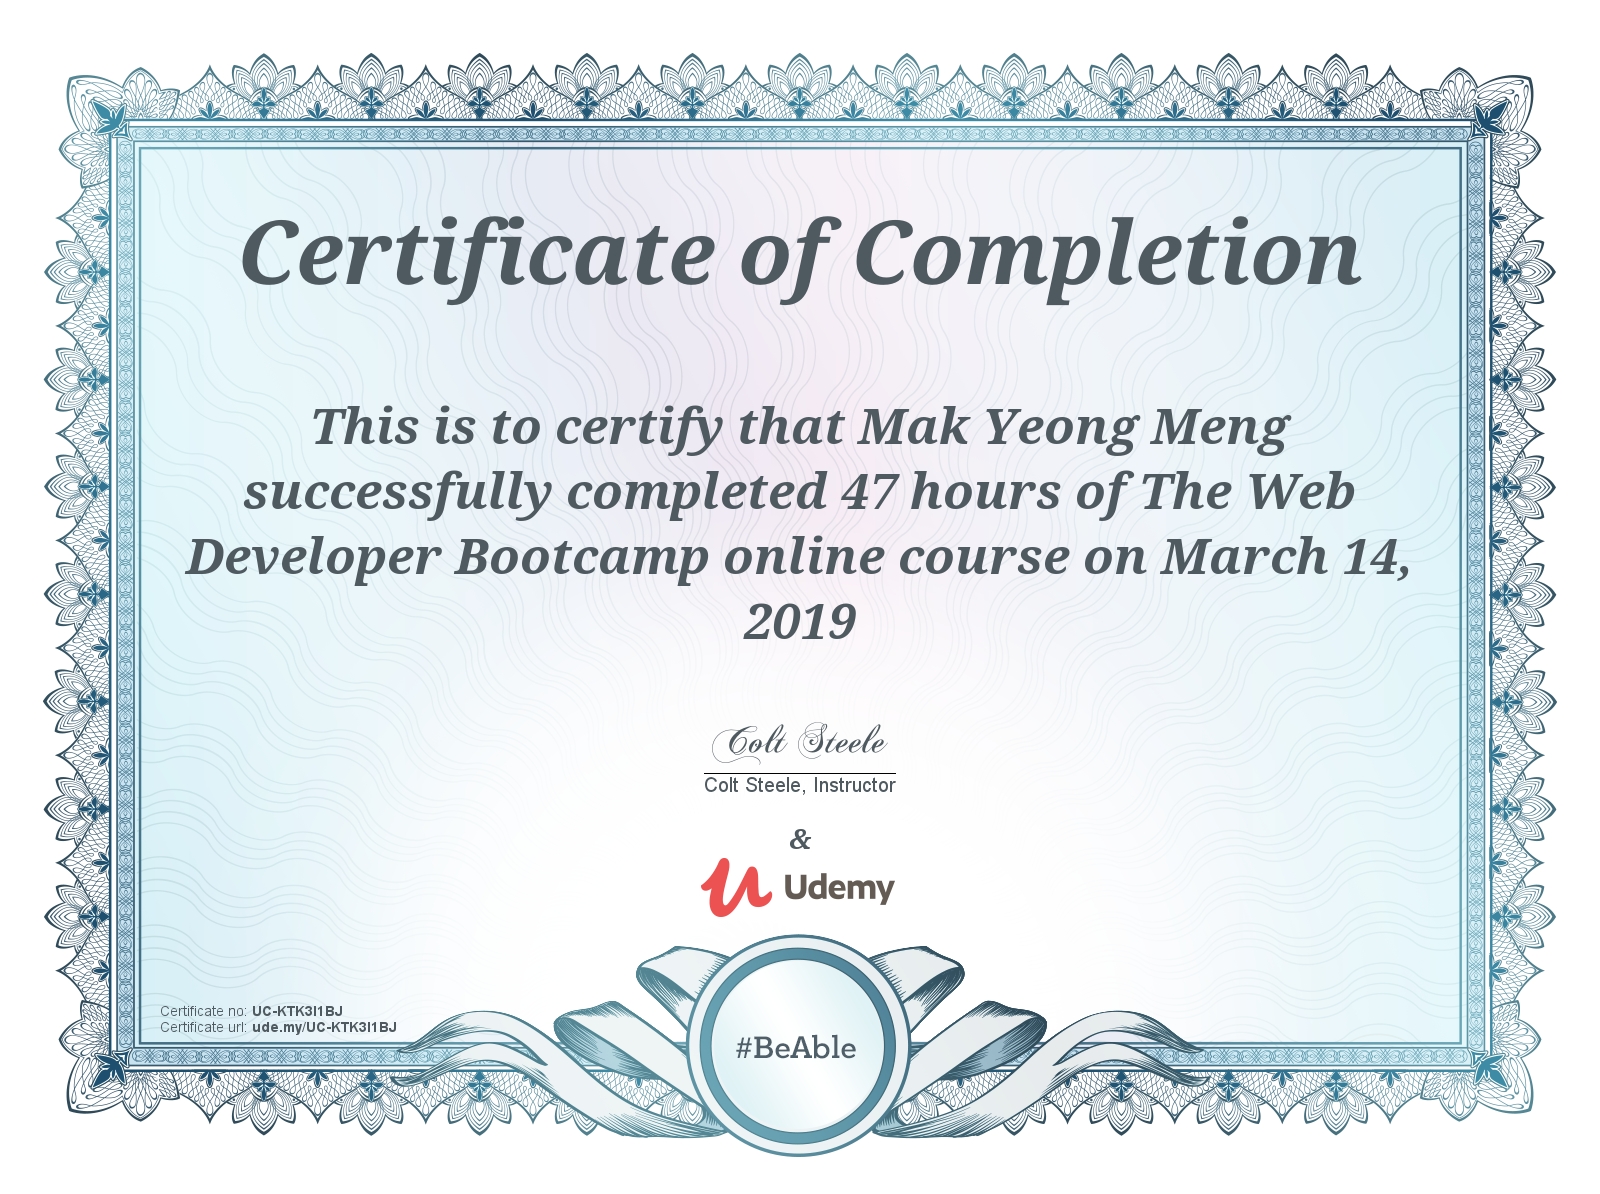 Certificate of Completion
This is to certify that Mak Yeong Meng
successfully completed 47 hours of The Web
Developer Bootcamp online course on March 14,
2019
Colt Steele
Colt Steele, Instructor
&
Udemy
Certificate no: UC-KTK3I1BJ
Certificate url: ude.my/UC-KTK3I1BJ
#BeAble